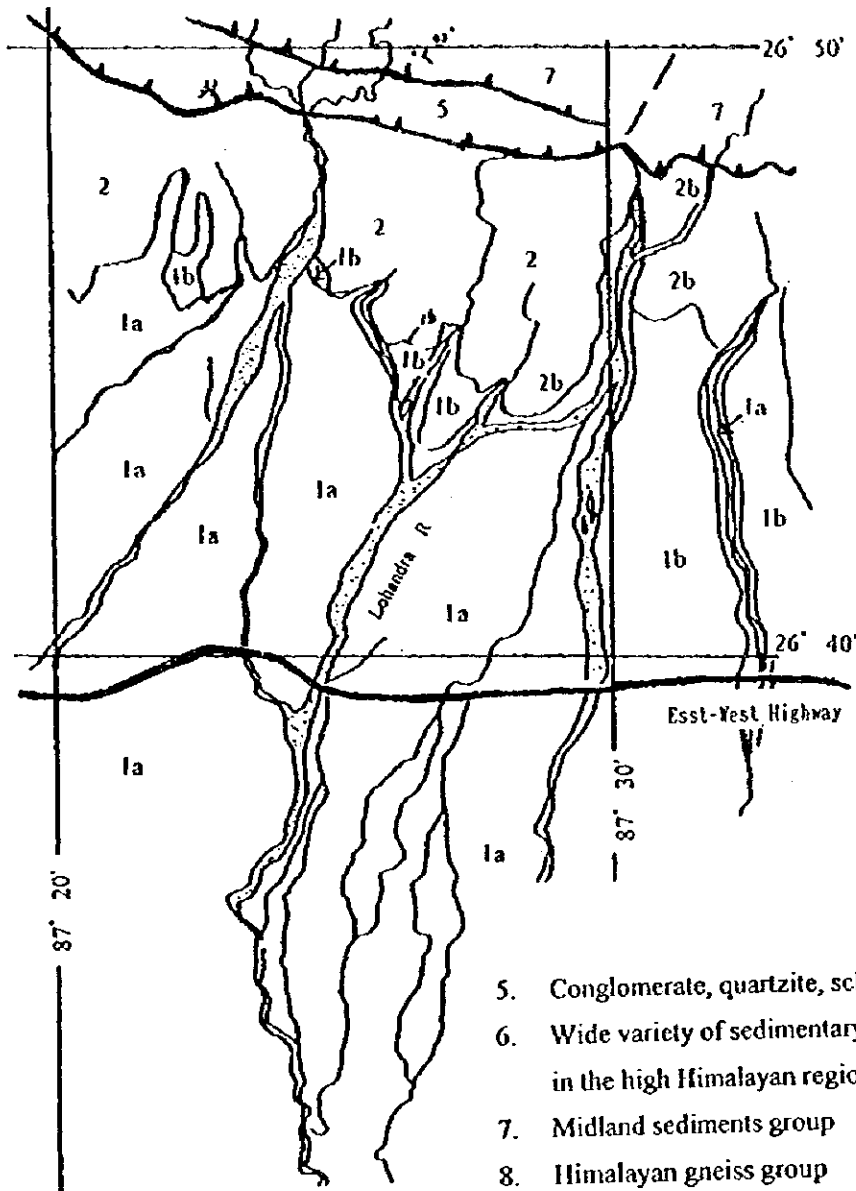 26° 50'
7
5
7
2
2b
2
1b
2
1b
2b
1a
1b
1b
2b
1a
1a
1a
1a
1b
1b
Lohandra R
1a
26° 40'
Esst-West Highway
1a
87° 30'
1a
87° 20'
5. Conglomerate, quartzite, sc
6. Wide variety of sedimentary
in the high Himalayan regio
7. Midland sediments group
8. Himalayan gneiss group